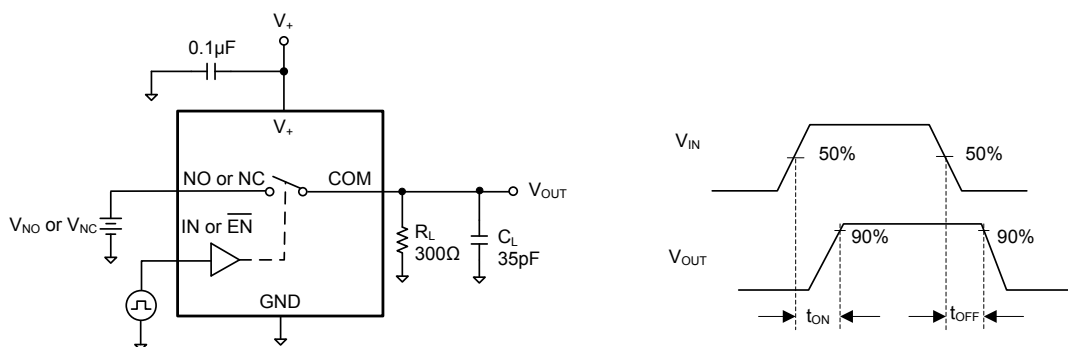 V+
0.1µF
V+
NO or NC
COM
VOUT
VNO or VNC
IN or E̅N̅
RL
300Ω
CL
35pF
GND
VIN
50%
50%
VOUT
90%
90%
tON
tOFF